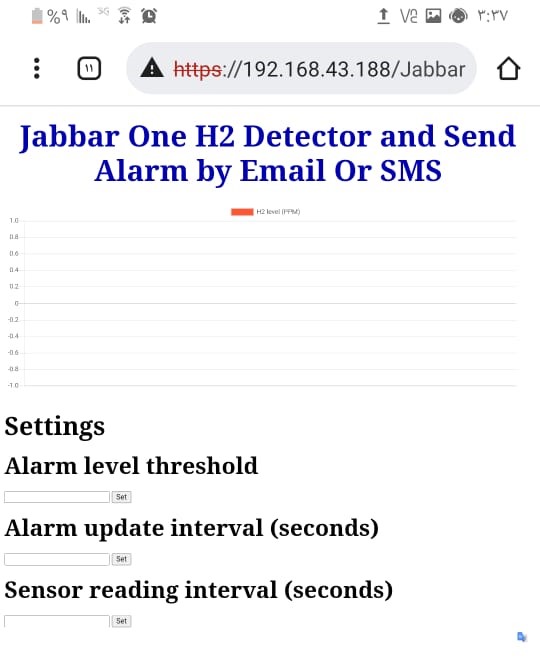 %۹ 3G V٤ ۳:۳۷
۱۱ https://192.168.43.188/Jabbar
Jabbar One H2 Detector and Send
Alarm by Email Or SMS
H2 level (PPM)
1.0
0.8
0.6
0.4
0.2
0
-0.2
-0.4
-0.6
-0.8
-1.0
Settings
Alarm level threshold
Set
Alarm update interval (seconds)
Set
Sensor reading interval (seconds)
Set